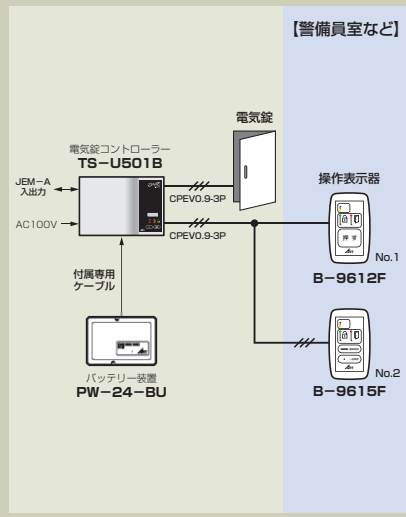 【警備員室など】
電気錠
電気錠コントローラー
TS-U501B
JEM-A
入出力
CPEV0.9-3P
AC100V
CPEV0.9-3P
操作表示器
押す
No.1
B-9612F
付属専用
ケーブル
バッテリー装置
PW-24-BU
No.2
B-9615F